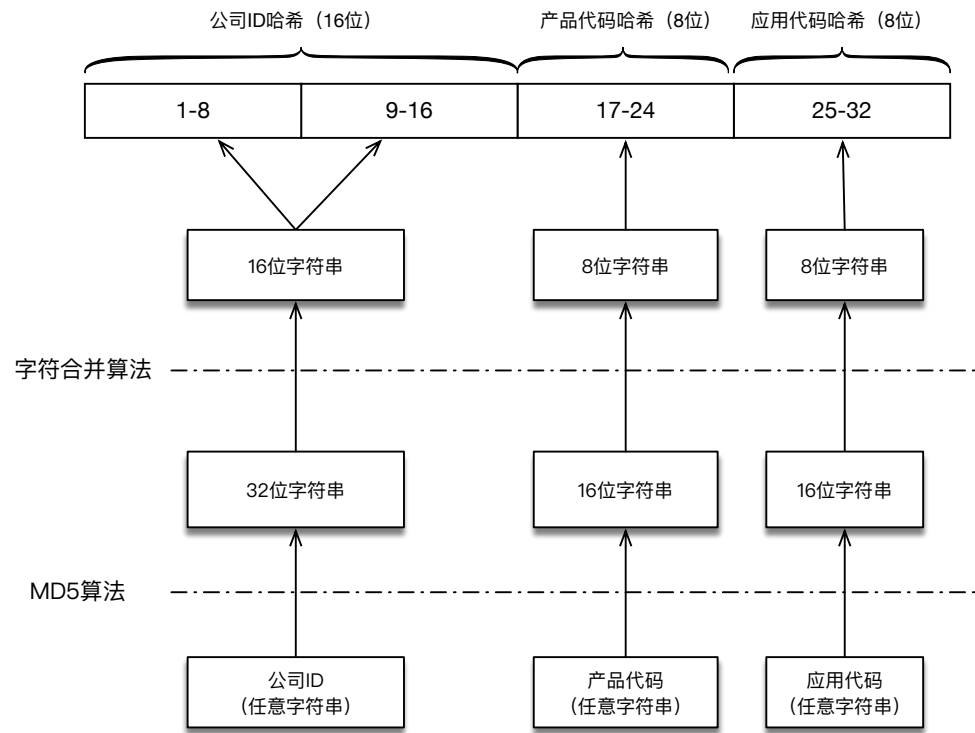 公司ID哈希（16位）
产品代码哈希（8位）
应用代码哈希（8位）
1-8
9-16
17-24
25-32
16位字符串
8位字符串
8位字符串
字符合并算法
32位字符串
16位字符串
16位字符串
MD5算法
公司ID
（任意字符串）
产品代码
（任意字符串）
应用代码
（任意字符串）